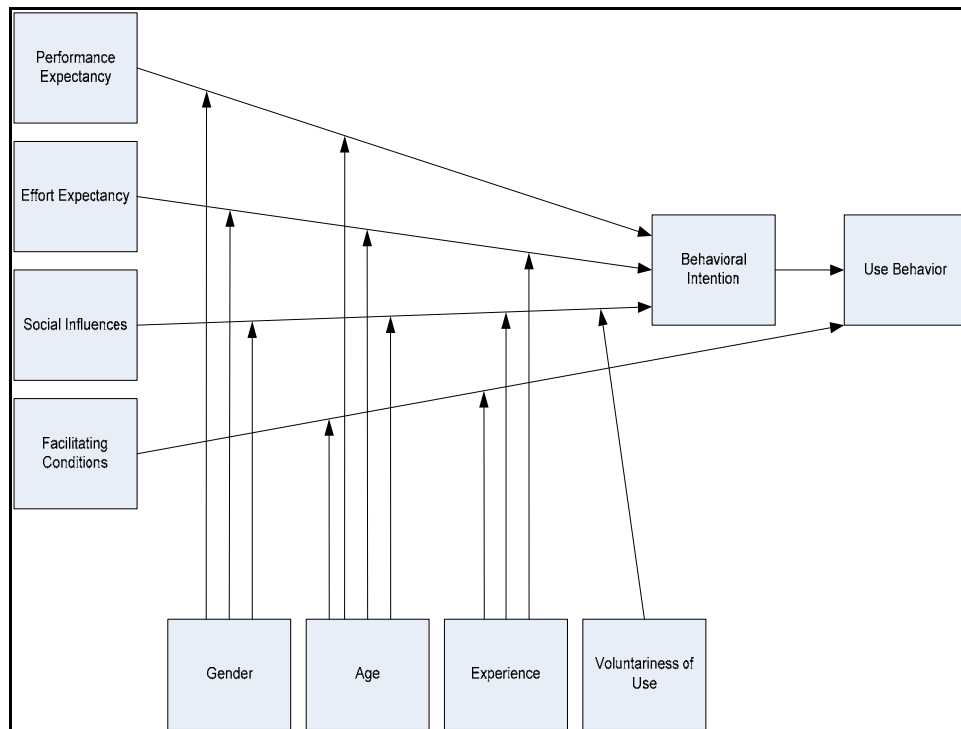 Performance
Expectancy
Effort Expectancy
Social Influences
Facilitating
Conditions
Behavioral
Intention
Use Behavior
Gender
Age
Experience
Voluntariness of
Use